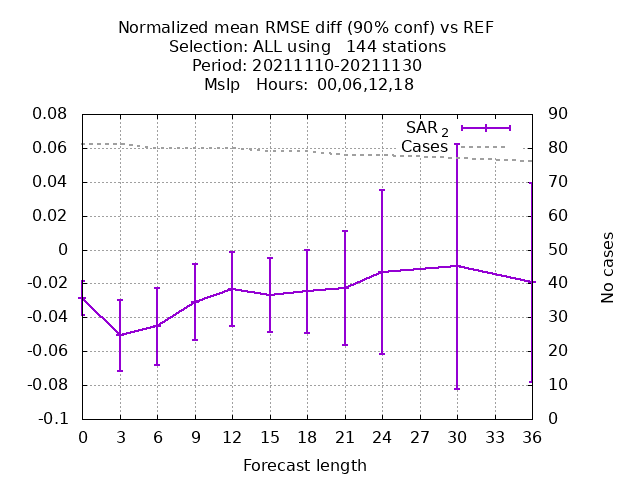 Normalized mean RMSE diff (90% conf) vs REF
Selection: ALL using   144 stations
Period: 20211110-20211130
Mslp   Hours:  00,06,12,18
SAR 2
Cases
0.08
0.06
0.04
0.02
0
-0.02
-0.04
-0.06
-0.08
-0.1
90
80
70
60
50
40
30
20
10
0
No cases
0 3 6 9 12 15 18 21 24 27 30 33 36
Forecast length